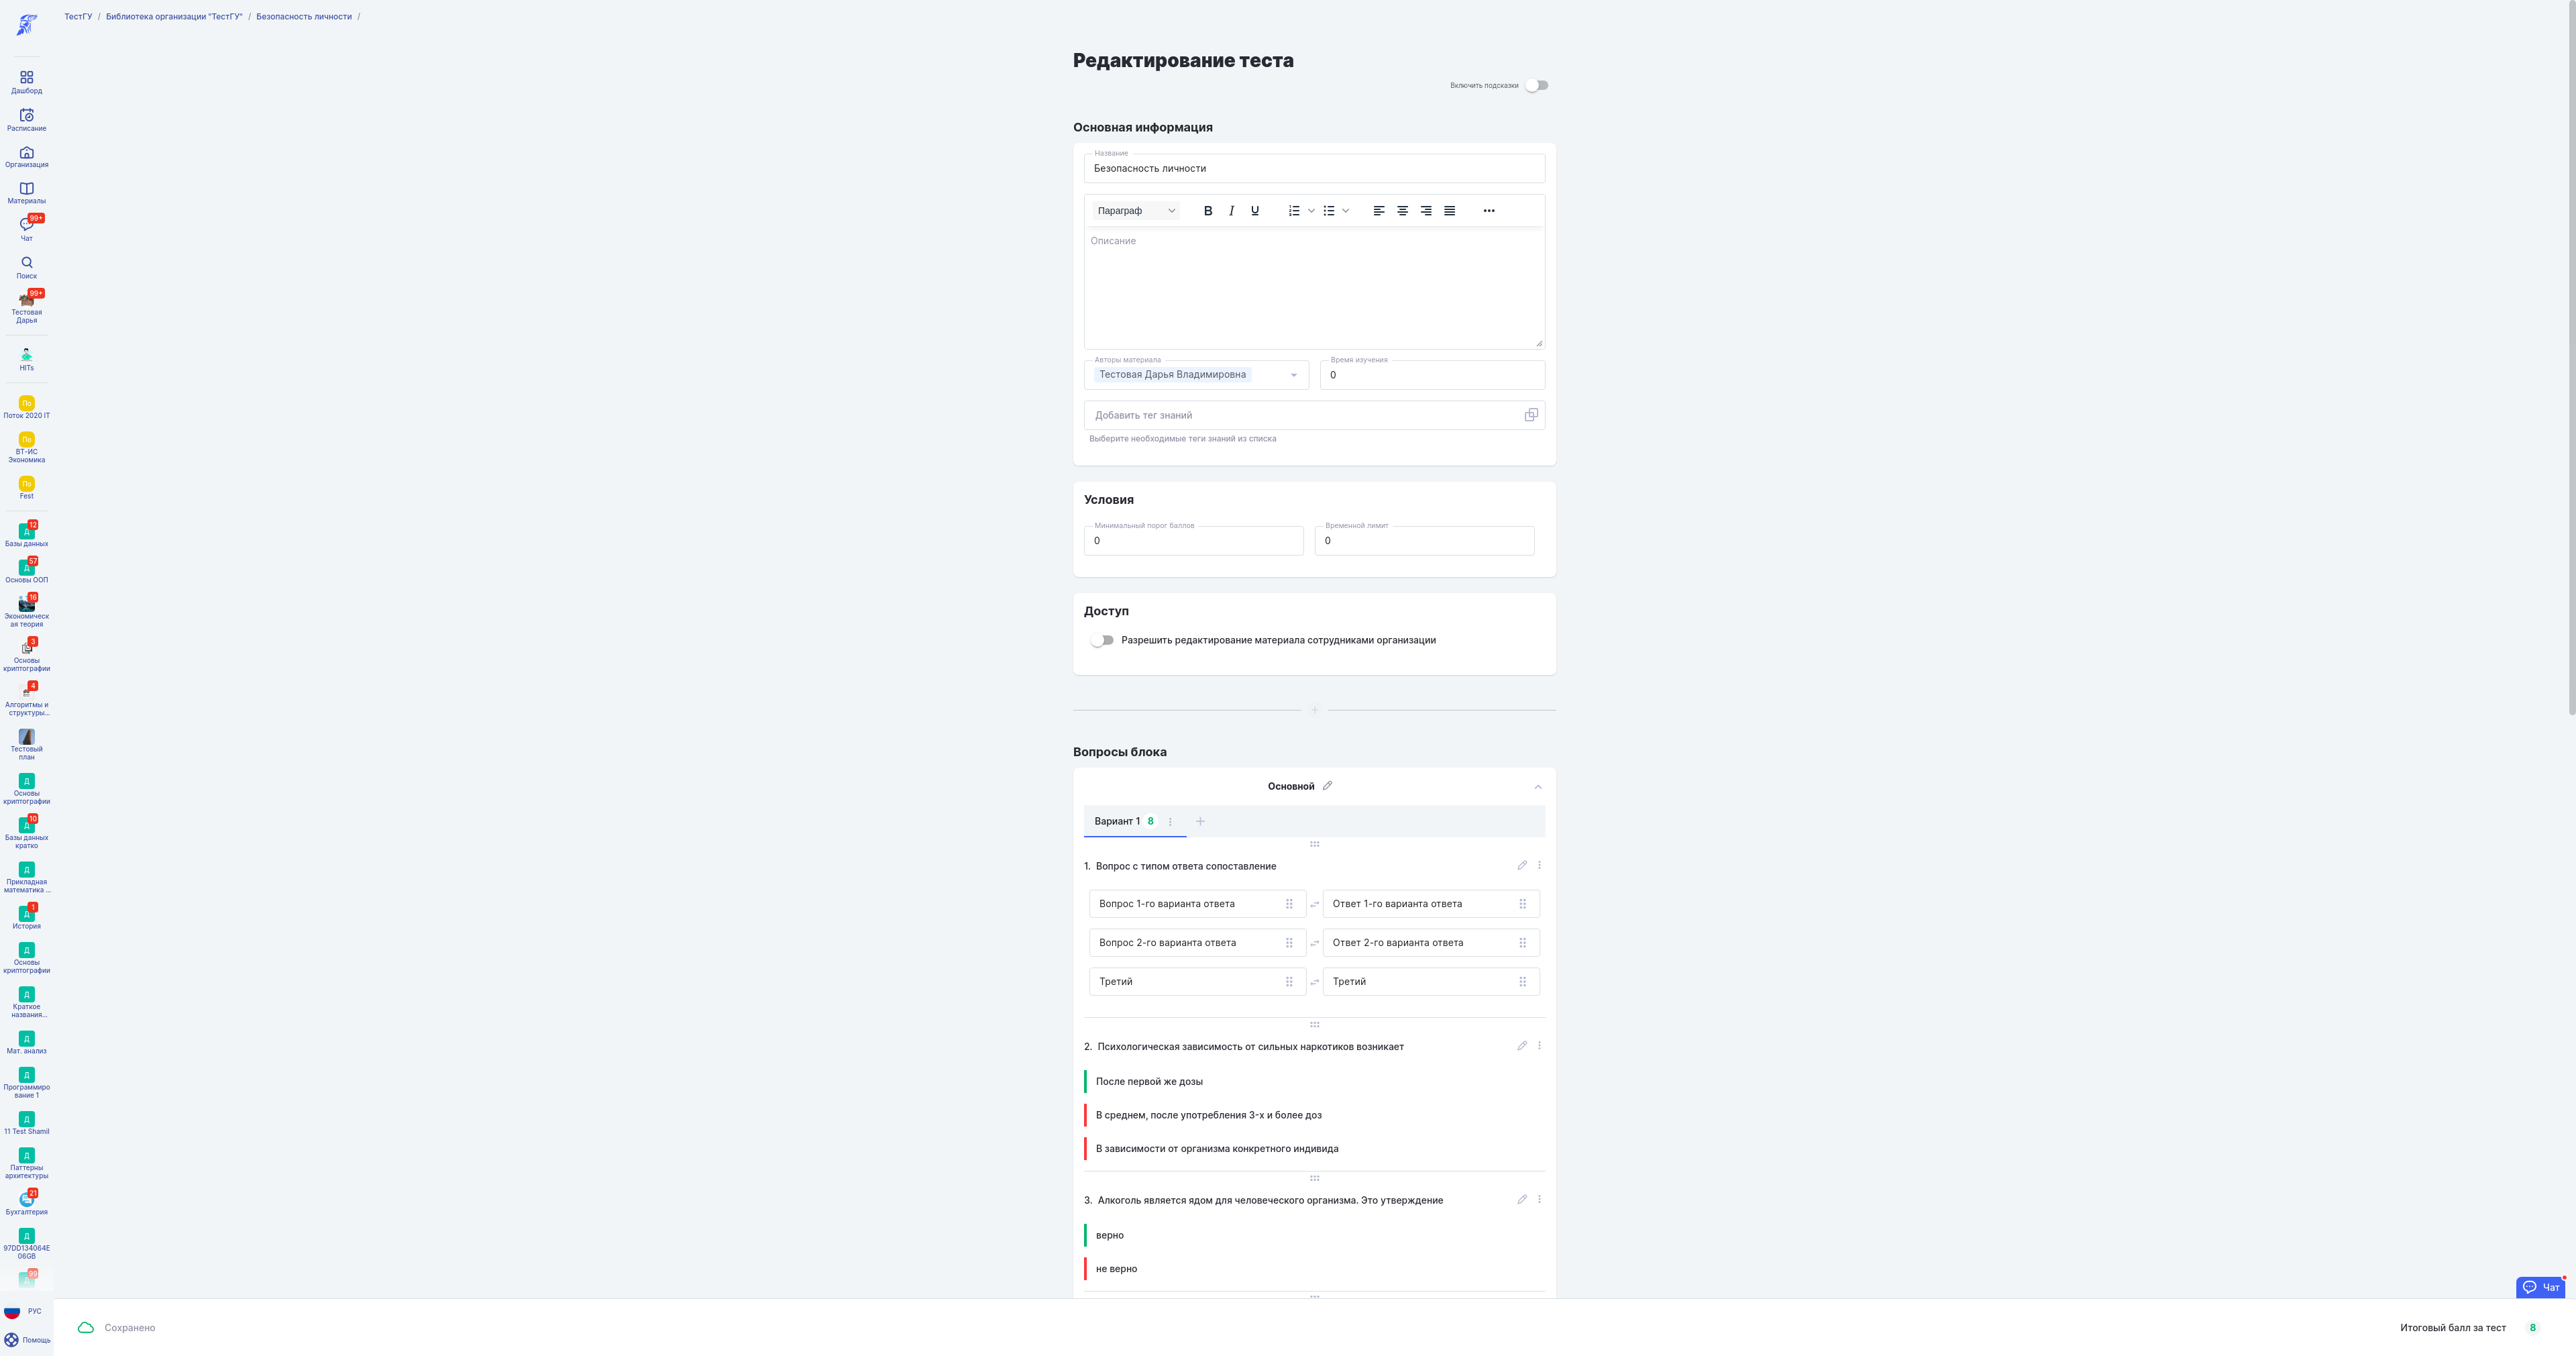 ТестГУ / Библиотека организации "ТестГУ" / Безопасность личности /
Дашборд
Расписание
Организация
Материалы
99+
Чат
Поиск
99+
Тестовая
Дарья
HITs
По
Поток 2020 IT
По
ВТ-ИС
Экономика
По
Fest
12
Д
Базы данных
57
Д
Основы ООП
16
Экономическ
ая теория
3
Основы
криптографии
4
Алгоритмы и
структуры...
Тестовый
план
Д
Основы
криптографии
10
Д
Базы данных
кратко
Д
Прикладная
математика ...
1
Д
История
Д
Основы
криптографии
Д
Краткое
названия...
Д
Мат. анализ
Д
Программиро
вание 1
Д
11 Test Shamil
Д
Паттерны
архитектуры
21
Бухгалтерия
Д
97DD134064E
06GB
99
Д
РУС
Помощь
Редактирование теста
Включить подсказки
Основная информация
Название
Безопасность личности
Параграф
Описание
Авторы материала
Тестовая Дарья Владимировна
Время изучения
0
Добавить тег знаний
Выберите необходимые теги знаний из списка
Условия
Минимальный порог баллов
0
Временной лимит
0
Доступ
Разрешить редактирование материала сотрудниками организации
Вопросы блока
Основной
Вариант 1 8
1. Вопрос с типом ответа сопоставление
Вопрос 1-го варианта ответа
Ответ 1-го варианта ответа
Вопрос 2-го варианта ответа
Ответ 2-го варианта ответа
Третий
Третий
2. Психологическая зависимость от сильных наркотиков возникает
После первой же дозы
В среднем, после употребления 3-х и более доз
В зависимости от организма конкретного индивида
3. Алкоголь является ядом для человеческого организма. Это утверждение
верно
не верно
Чат
Сохранено
Итоговый балл за тест 8